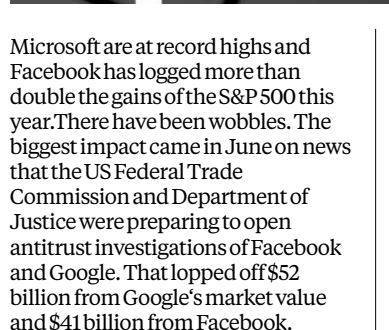 Microsoft are at record highs and
Facebook has logged more than
double the gains of the S&P 500 this
year.There have been wobbles. The
biggest impact came in June on news
that the US Federal Trade
Commission and Department of
Justice were preparing to open
antitrust investigations of Facebook
and Google. That lopped off $52
billion from Google‘s market value
and $41 billion from Facebook.